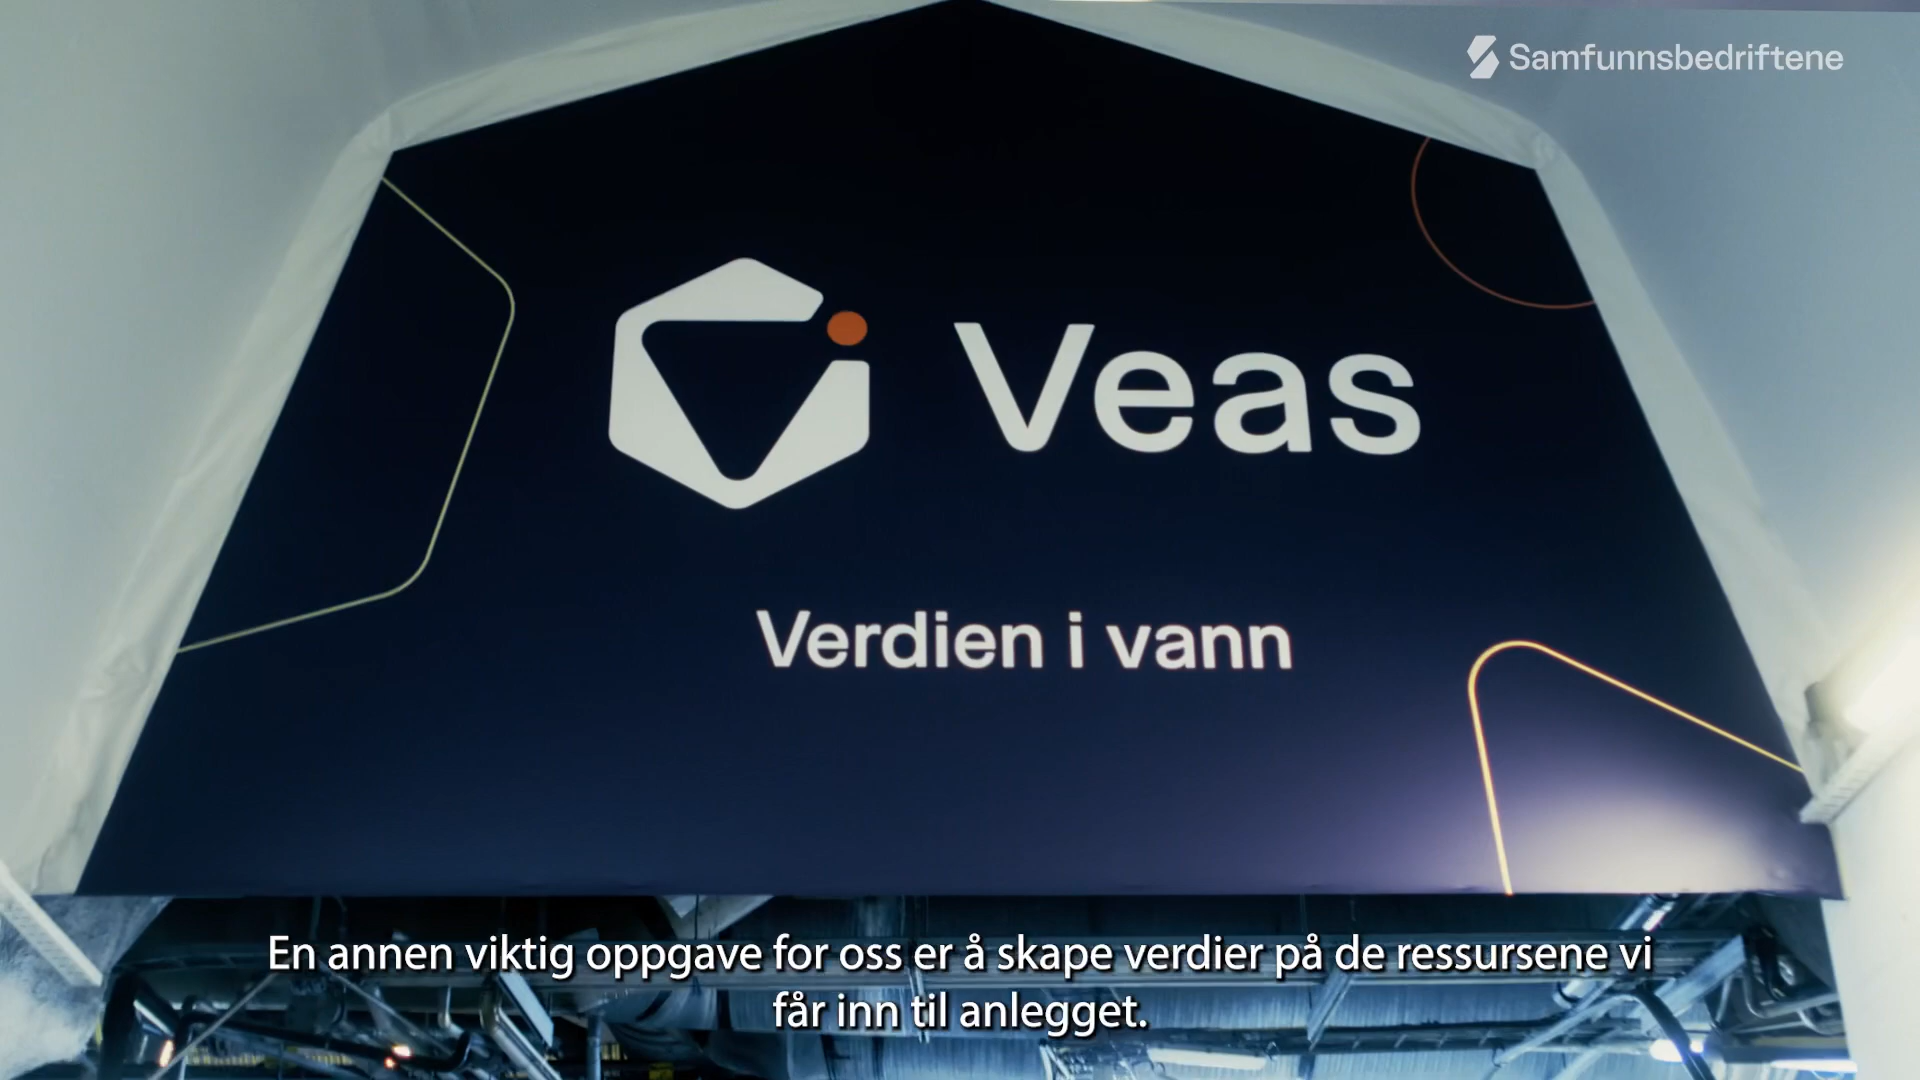 Samfunnsbedriftene
Veas
Verdien i vann
En annen viktig oppgave for oss er å skape verdier på de ressursene vi
får inn til anlegget.